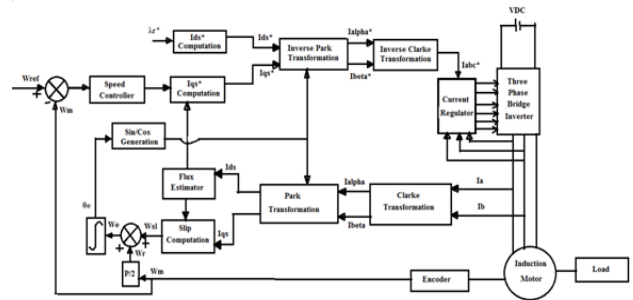 VDC
λr*
Ids*
Computation
Ids*
Inverse Park
Transformation
Ialpha*
Inverse Clarke
Transformation
Iabc*
Wref
Wm
Speed
Controller
Iqs*
Computation
Iqs*
Ibeta*
Current
Regulator
Three
Phase
Bridge
Inverter
Sin/Cos
Generation
Flux
Estimator
Ids
Park
Transformation
Ialpha
Clarke
Transformation
Ia
Ib
θe
We
Wsl
Slip
Computation
Iqs
Ibeta
∫
Wr
P/2
Wm
Encoder
Induction
Motor
Load